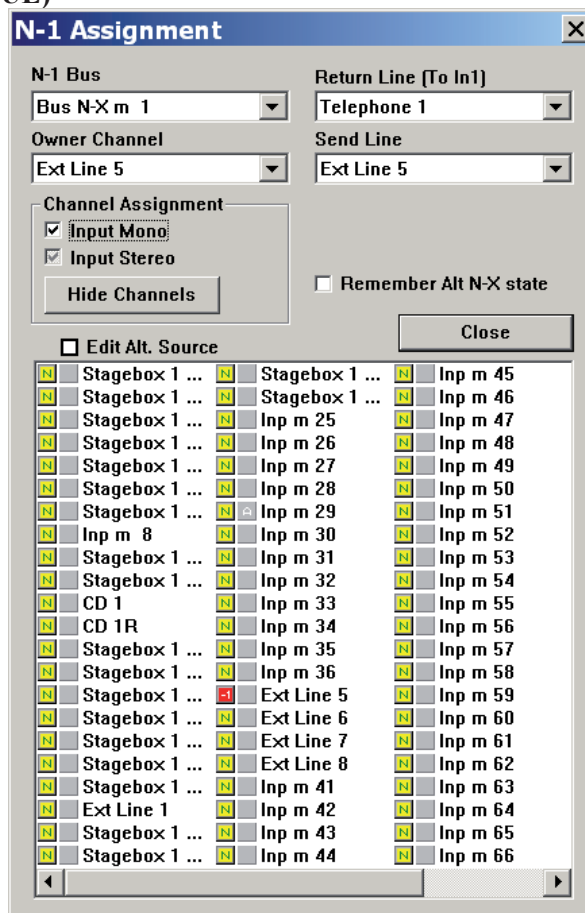 N-1 Assignment
N-1 Bus Return Line (To In1)
Bus N-X m 1 Telephone 1
Owner Channel Send Line
Ext Line 5 Ext Line 5
Channel Assignment
Input Mono
Input Stereo
Hide Channels Remember Alt N-X state
Close
Edit Alt. Source
N Stagebox 1 ... N Stagebox 1 ... N Inp m 45
N Stagebox 1 ... N Stagebox 1 ... N Inp m 46
N Stagebox 1 ... N Inp m 25 N Inp m 47
N Stagebox 1 ... N Inp m 26 N Inp m 48
N Stagebox 1 ... N Inp m 27 N Inp m 49
N Stagebox 1 ... N Inp m 28 N Inp m 50
N Stagebox 1 ... N A Inp m 29 N Inp m 51
N Inp m 8 N Inp m 30 N Inp m 52
N Stagebox 1 ... N Inp m 31 N Inp m 53
N Stagebox 1 ... N Inp m 32 N Inp m 54
N CD 1 N Inp m 33 N Inp m 55
N CD 1R N Inp m 34 N Inp m 56
N Stagebox 1 ... N Inp m 35 N Inp m 57
N Stagebox 1 ... N Inp m 36 N Inp m 58
N Stagebox 1 ... -1 Ext Line 5 N Inp m 59
N Stagebox 1 ... N Ext Line 6 N Inp m 60
N Stagebox 1 ... N Ext Line 7 N Inp m 61
N Stagebox 1 ... N Ext Line 8 N Inp m 62
N Stagebox 1 ... N Inp m 41 N Inp m 63
N Ext Line 1 N Inp m 42 N Inp m 64
N Stagebox 1 ... N Inp m 43 N Inp m 65
N Stagebox 1 ... N Inp m 44 N Inp m 66